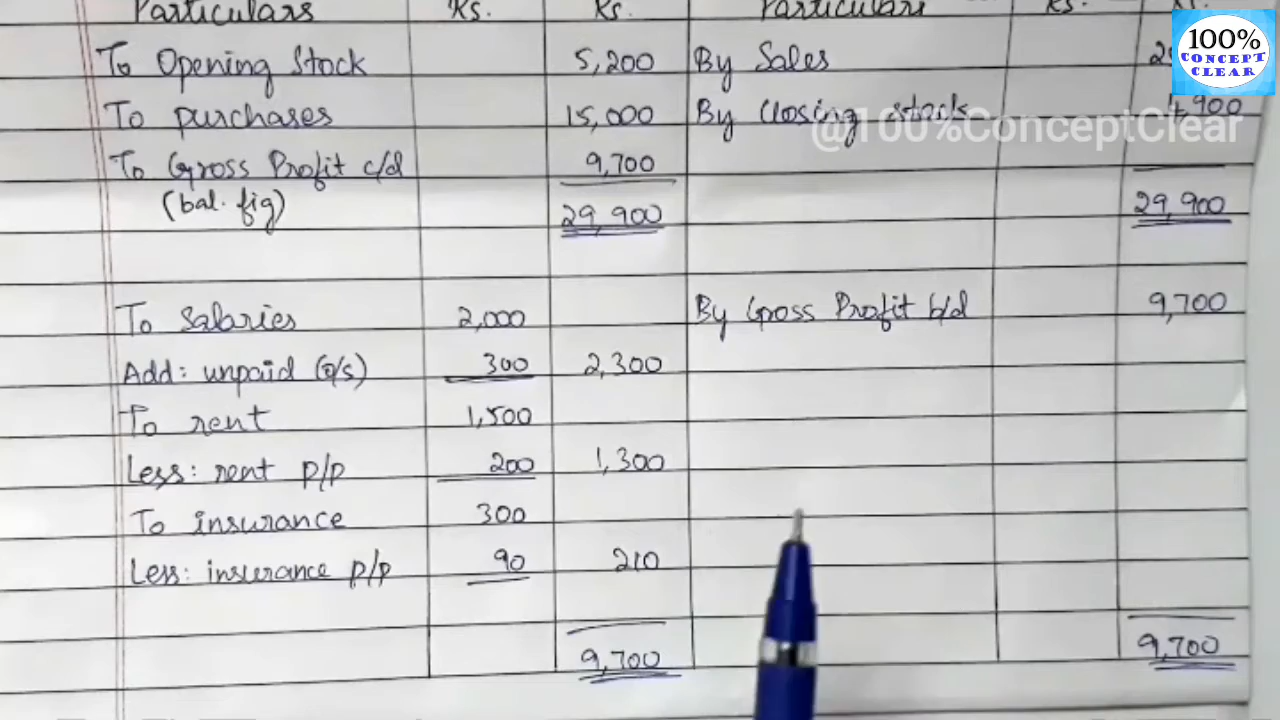 Particulars Rs. Rs. Particulars Rs. Rs.
To Opening Stock 5,200 By Sales
To purchases 15,000 By Closing stock 4,900
To Gross Profit c/d 9,700
(bal. fig) 29,900 29,900
To Salaries 2,000 By Gross Profit b/d 9,700
Add: unpaid (o/s) 300 2,300
To rent 1,500
Less: rent p/p 200 1,300
To insurance 300
Less: insurance p/p 90 210
9,700 9,700
100%
CONCEPT
CLEAR
@100%ConceptClear